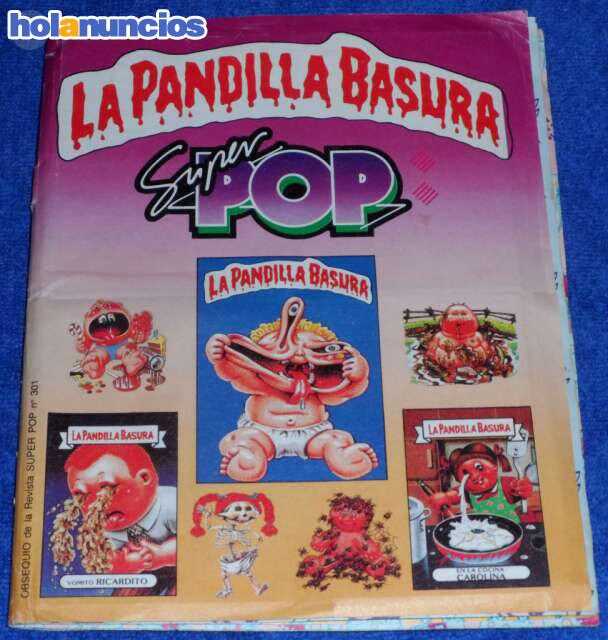 holanuncios
LA PANDILLA BASURA
Super
POP
LA PANDILLA BASURA
LA PANDILLA BASURA
VOMITO RICARDITO
LA PANDILLA BASURA
EN LA COCINA
CAROLINA
OBSEQUIO de la Revista SUPER POP nº 301